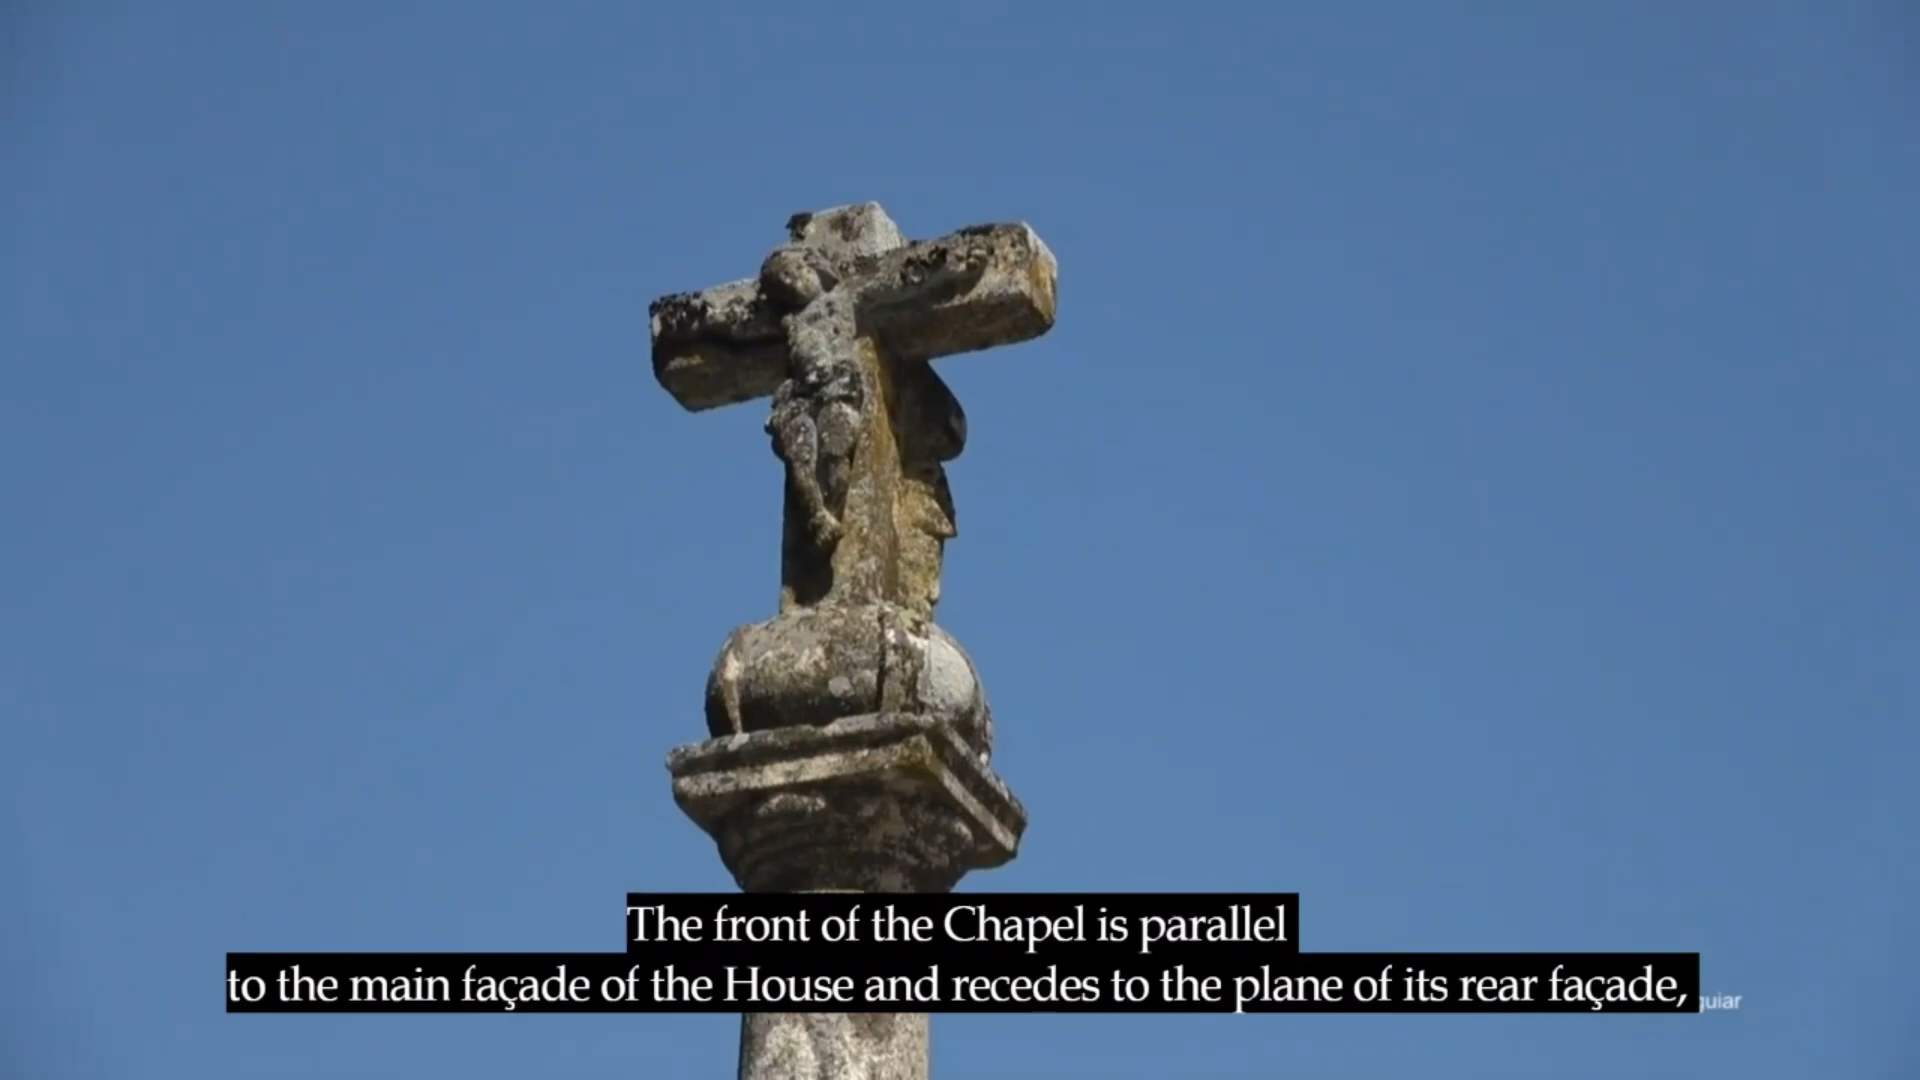 The front of the Chapel is parallel
to the main façade of the House and recedes to the plane of its rear façade,